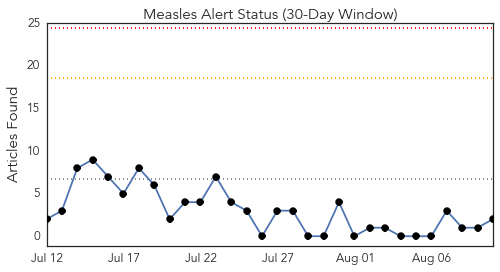 Measles Alert Status (30-Day Window)
Articles Found
25
20
15
10
5
0
Jul 12
Jul 17
Jul 22
Jul 27
Aug 01
Aug 06